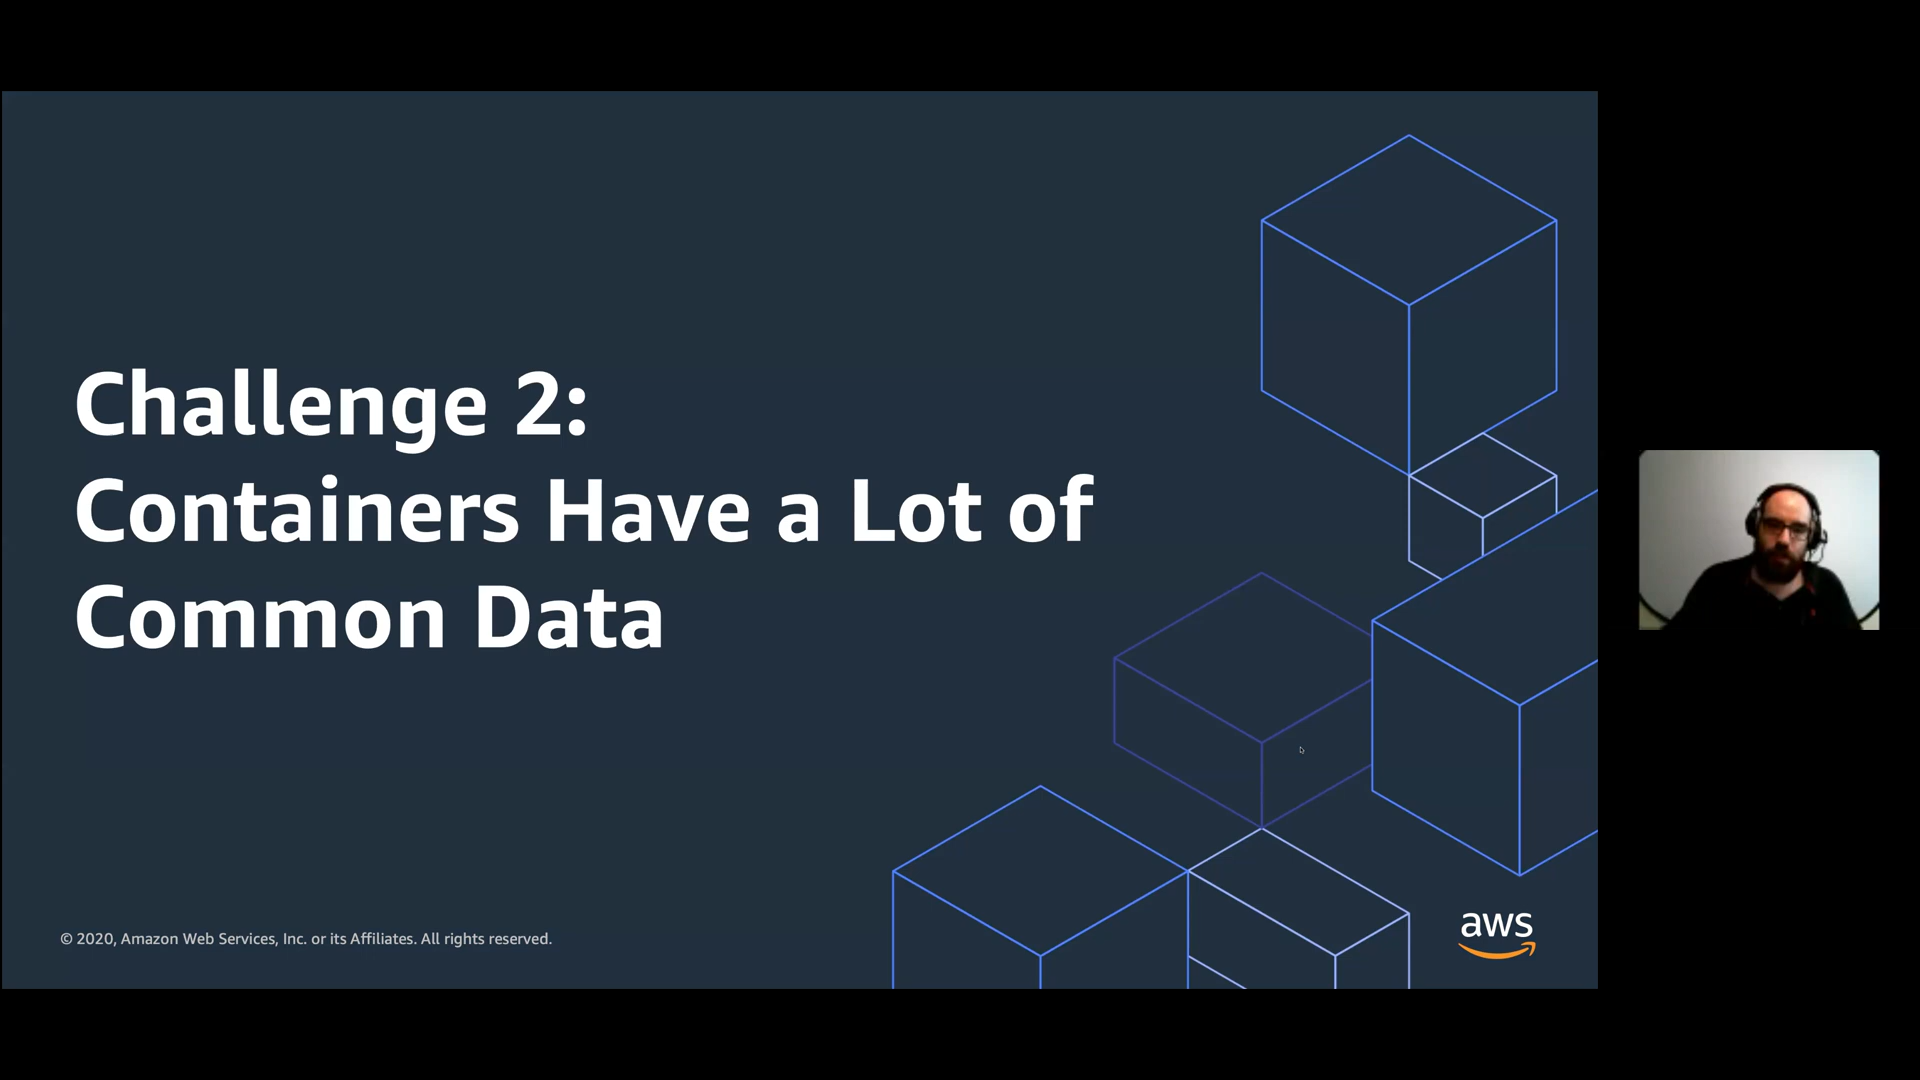 Challenge 2:
Containers Have a Lot of
Common Data
© 2020, Amazon Web Services, Inc. or its Affiliates. All rights reserved.
aws